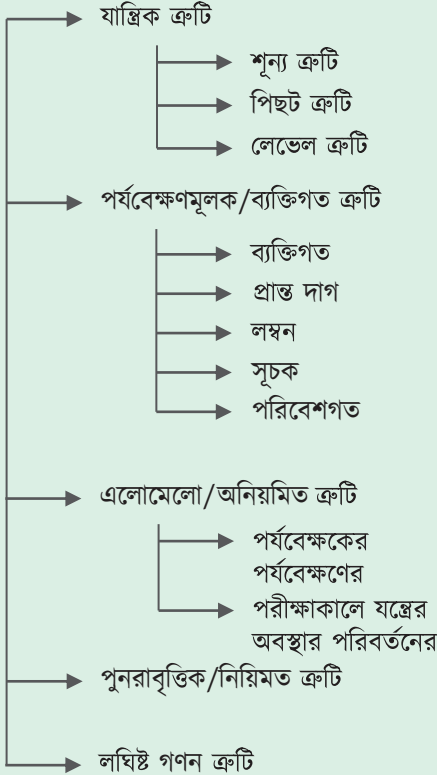 যান্ত্রিক ত্রুটি
শূন্য ত্রুটি
পিছট ত্রুটি
লেভেল ত্রুটি
পর্যবেক্ষণমূলক/ব্যক্তিগত ত্রুটি
ব্যক্তিগত
প্রান্ত দাগ
লম্বন
সূচক
পরিবেশগত
এলোমেলো/অনিয়মিত ত্রুটি
পর্যবেক্ষকের
পর্যবেক্ষণের
পরীক্ষাকালে যন্ত্রের
অবস্থার পরিবর্তনের
পুনরাবৃত্তিক/নিয়িমত ত্রুটি
লঘিষ্ট গণন ত্রুটি